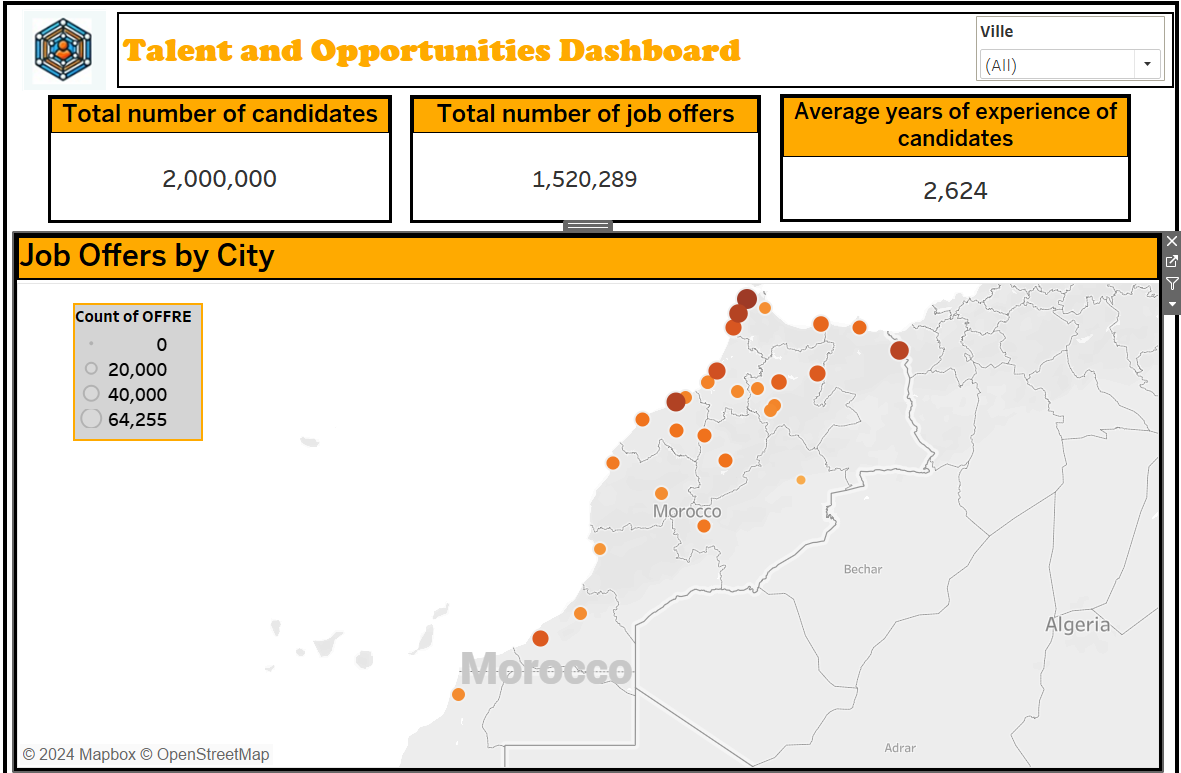 Talent and Opportunities Dashboard
Ville
(All)
Total number of candidates
2,000,000
Total number of job offers
1,520,289
Average years of experience of
candidates
2,624
Job Offers by City
Count of OFFRE
0
20,000
40,000
64,255
Morocco
Bechar
Algeria
Morocco
Adrar
© 2024 Mapbox © OpenStreetMap